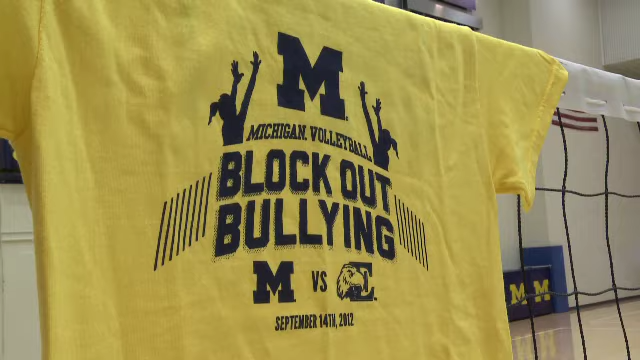 M
MICHIGAN VOLLEYBALL
BLOCK OUT
BULLYING
M VS E
SEPTEMBER 14TH, 2012
M M